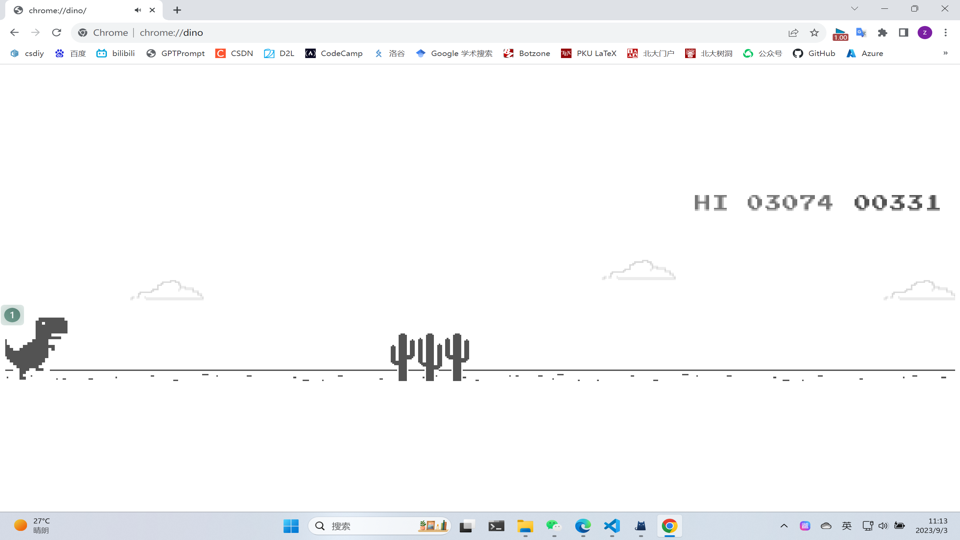 chrome://dino/
Chrome | chrome://dino
1.00
z
csdiy 百度 bilibili GPTPrompt CSDN D2L CodeCamp 洛谷 Google 学术搜索 Botzone PKU LaTeX 北大门户 北大树洞 公众号 GitHub Azure »
HI 03074 00331
1
27°C
晴朗
搜索
英
11:13
2023/9/3